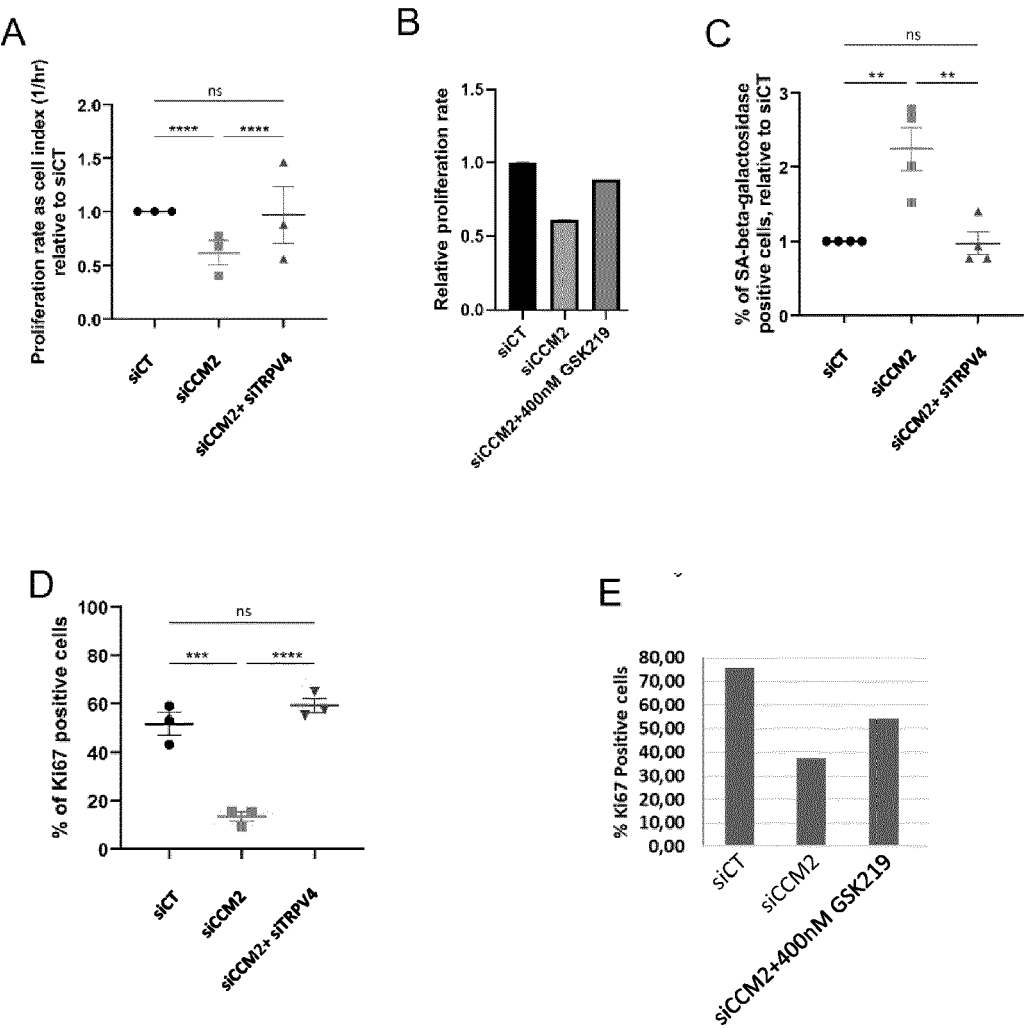 A
Proliferation rate as cell index (1/hr)
relative to siCT
2.0
1.5
1.0
0.5
0.0
ns
****
****
siCT
siCCM2
siCCM2+ siTRPV4
B
Relative proliferation rate
1.5
1.0
0.5
0.0
siCT
siCCM2
siCCM2+400nM GSK219
C
% of SA-beta-galactosidase
positive cells, relative to siCT
3
2
1
0
ns
**
**
siCT
siCCM2
siCCM2+ siTRPV4
D
% of Ki67 positive cells
100
80
60
40
20
0
ns
***
****
siCT
siCCM2
siCCM2+ siTRPV4
E
% Ki67 Positive cells
80,00
70,00
60,00
50,00
40,00
30,00
20,00
10,00
0,00
siCT
siCCM2
siCCM2+400nM GSK219